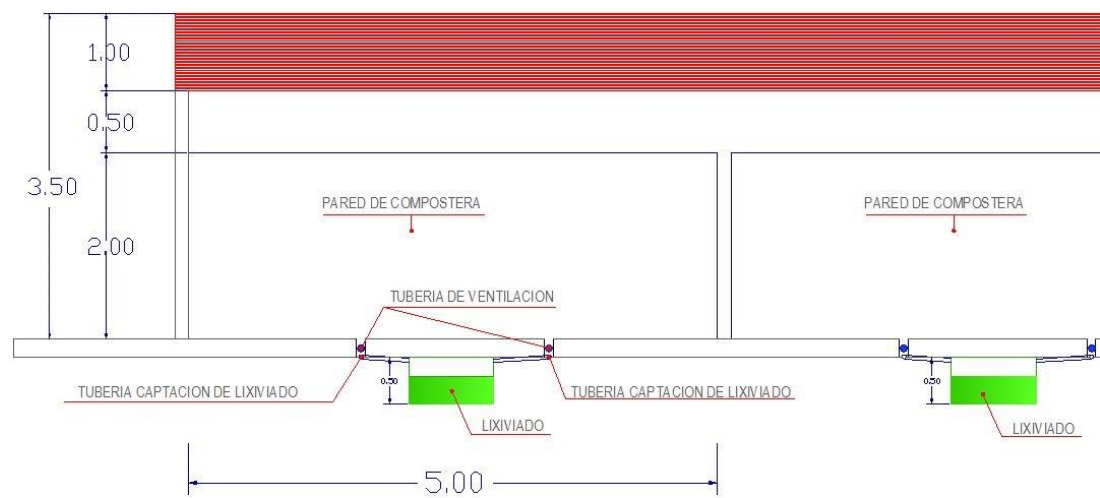 1.00
0.50
3.50
2.00
PARED DE COMPOSTERA
PARED DE COMPOSTERA
TUBERIA DE VENTILACION
0.50
0.50
TUBERIA CAPTACION DE LIXIVIADO
TUBERIA CAPTACION DE LIXIVIADO
LIXIVIADO
LIXIVIADO
5.00